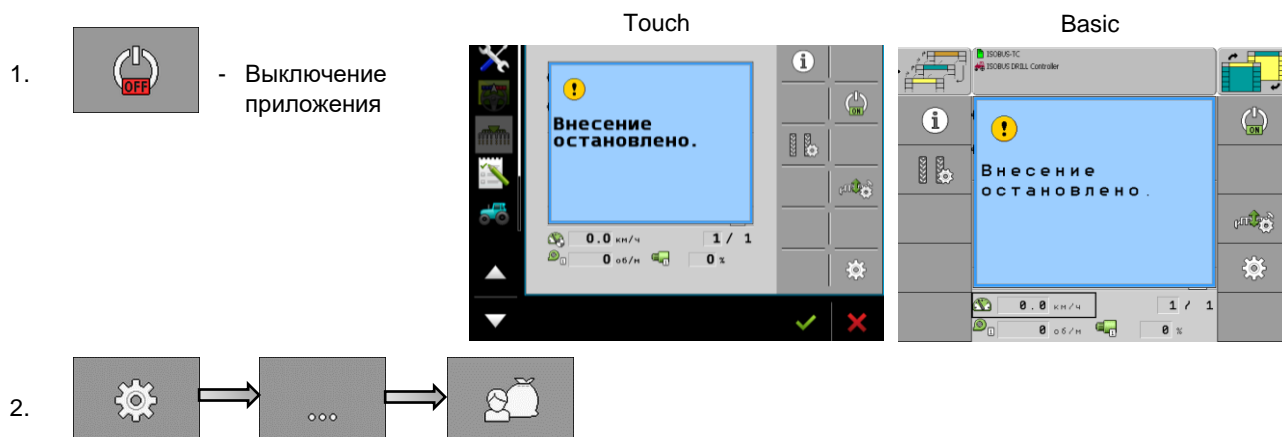 Touch
Basic
1.
OFF
- Выключение
приложения
Внесение
остановлено.
ON
0.0 км/ч
1 / 1
0 об/м
0 %
ISOBUS-TC
ISOBUS DRILL Controller
Внесение
остановлено.
ON
0.0 км/ч
1 / 1
0 об/м
0 %
2.
...